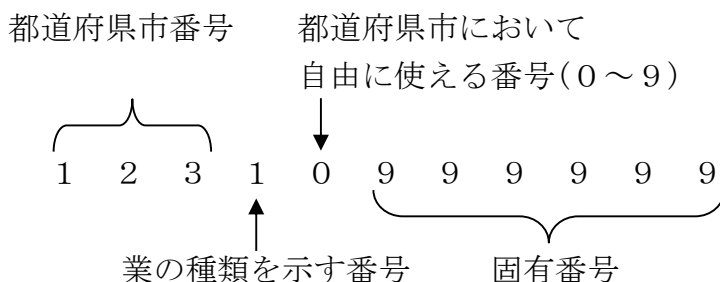 都道府県市番号
都道府県市において
自由に使える番号(0～9)
1 2 3 1 0 9 9 9 9 9 9
業の種類を示す番号
固有番号